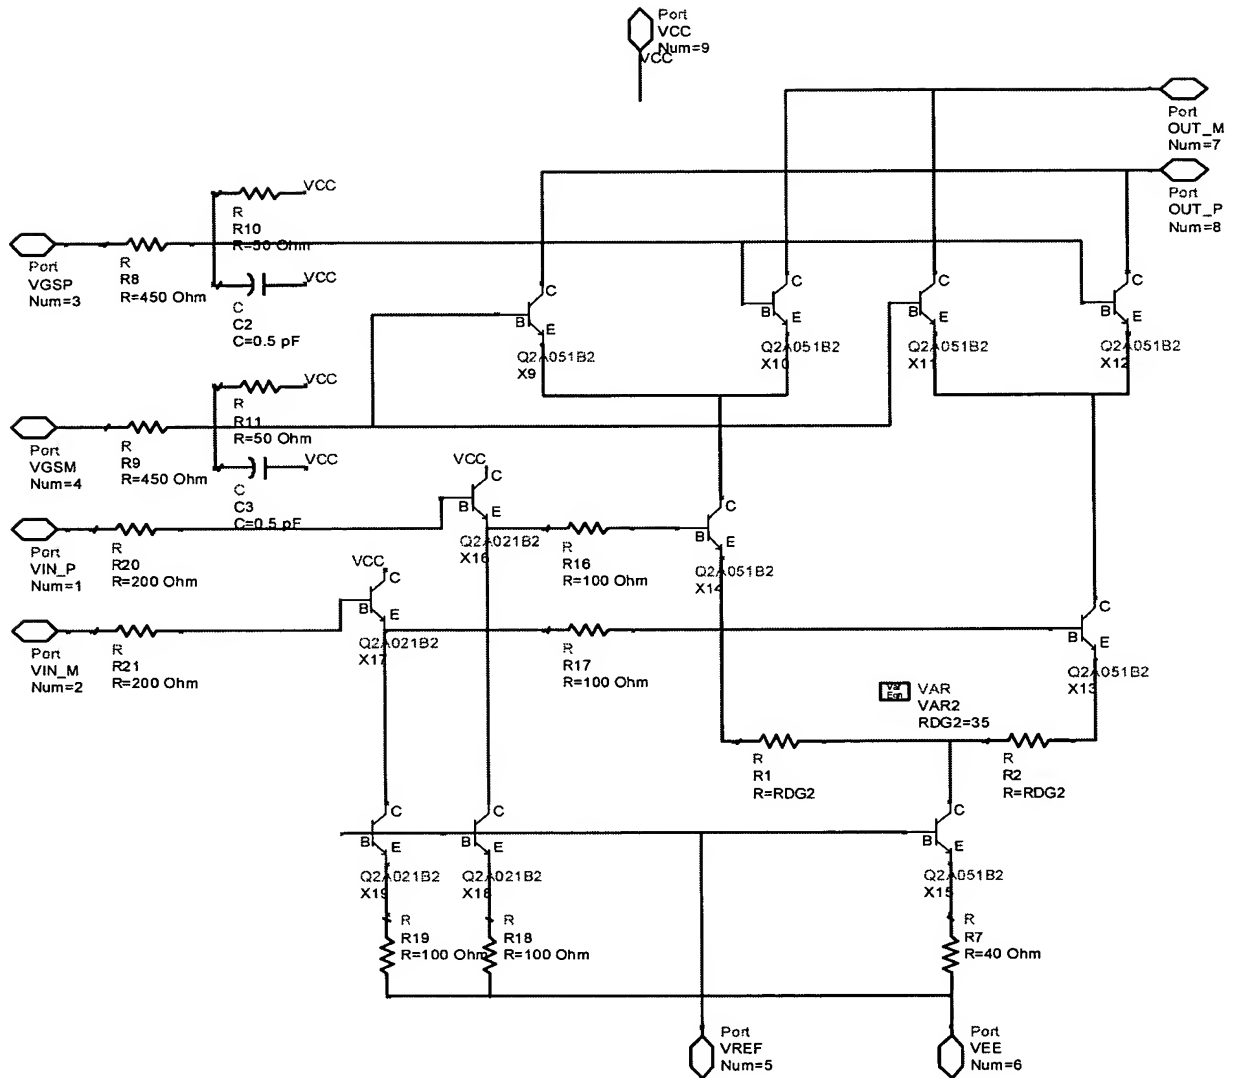 Port
VCC
Num=9
VCC
Port
OUT_M
Num=7
Port
OUT_P
Num=8
VCC
R
R10
R=50 Ohm
Port
VGSP
Num=3
R
R8
R=450 Ohm
VCC
C
C2
C=0.5 pF
C
B
E
Q2A051B2
X9
C
B
E
Q2A051B2
X10
C
B
E
Q2A051B2
X11
C
B
E
Q2A051B2
X12
VCC
R
R11
R=50 Ohm
Port
VGSM
Num=4
R
R9
R=450 Ohm
VCC
C
C3
C=0.5 pF
VCC
C
B
E
Q2A021B2
X16
Port
VIN_P
Num=1
R
R20
R=200 Ohm
R
R16
R=100 Ohm
C
B
E
Q2A051B2
X14
VCC
C
B
E
Q2A021B2
X17
Port
VIN_M
Num=2
R
R21
R=200 Ohm
R
R17
R=100 Ohm
C
B
E
Q2A051B2
X13
Var
Eqn
VAR
VAR2
RDG2=35
R
R1
R=RDG2
R
R2
R=RDG2
C
B
E
Q2A021B2
X19
C
B
E
Q2A021B2
X18
C
B
E
Q2A051B2
X15
R
R19
R=100 Ohm
R
R18
R=100 Ohm
R
R7
R=40 Ohm
Port
VREF
Num=5
Port
VEE
Num=6